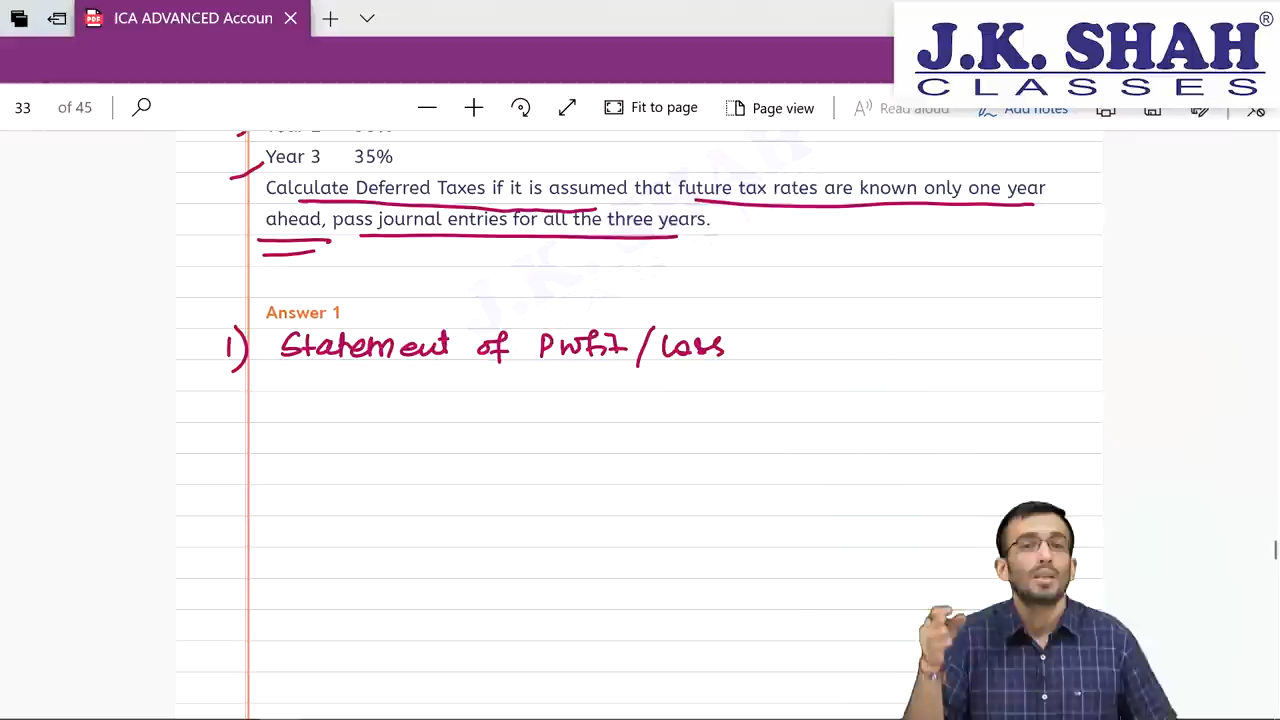 ICA ADVANCED Accoun
J.K. SHAH®
CLASSES
33 of 45
Fit to page
Page view
Read aloud
Add notes
Year 3 35%
Calculate Deferred Taxes if it is assumed that future tax rates are known only one year
ahead, pass journal entries for all the three years.
J.K. SHAH
Answer 1
1) Statement of Profit/Loss